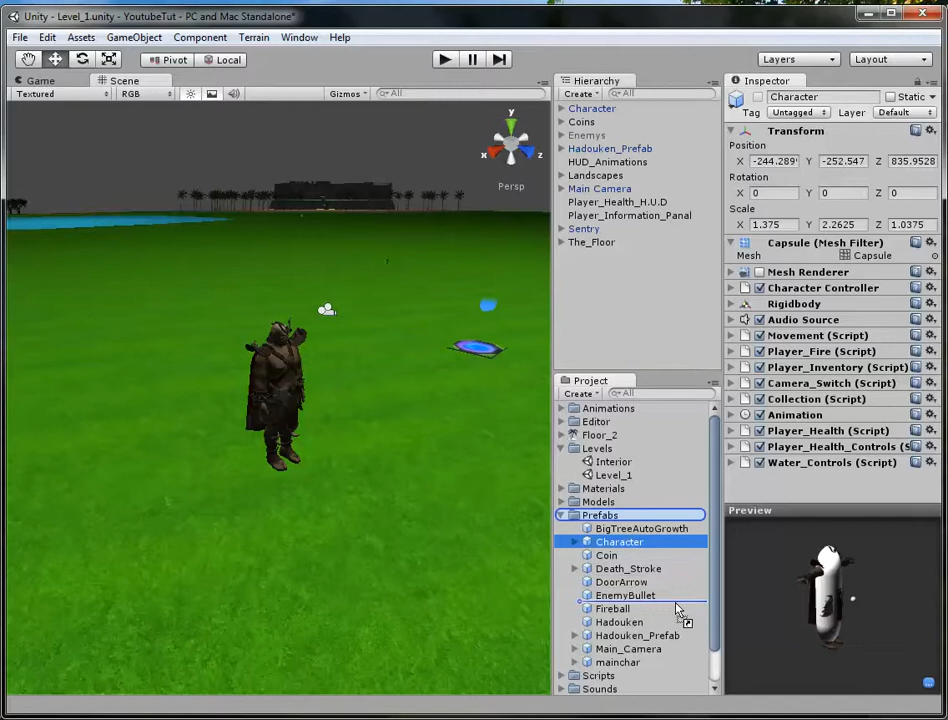 Unity - Level_1.unity - YoutubeTut - PC and Mac Standalone*
File Edit Assets GameObject Component Terrain Window Help
Pivot Local Layers Layout
Game Scene
Textured RGB Gizmos All
y
x
z
Persp
Hierarchy
Create All
Character
Coins
Enemys
Hadouken_Prefab
HUD_Animations
Landscapes
Main Camera
Player_Health_H.U.D
Player_Information_Panal
Sentry
The_Floor
Project
Create All
Animations
Editor
Floor_2
Levels
Interior
Level_1
Materials
Models
Prefabs
BigTreeAutoGrowth
Character
Coin
Death_Stroke
DoorArrow
EnemyBullet
Fireball
Hadouken
Hadouken_Prefab
Main_Camera
mainchar
Scripts
Sounds
Inspector
Character Static
Tag Untagged Layer Default
Transform
Position
X -244.289 Y -252.547 Z 835.9528
Rotation
X 0 Y 0 Z 0
Scale
X 1.375 Y 2.2625 Z 1.0375
Capsule (Mesh Filter)
Mesh Capsule
Mesh Renderer
Character Controller
Rigidbody
Audio Source
Movement (Script)
Player_Fire (Script)
Player_Inventory (Script)
Camera_Switch (Script)
Collection (Script)
Animation
Player_Health (Script)
Player_Health_Controls (S
Water_Controls (Script)
Preview